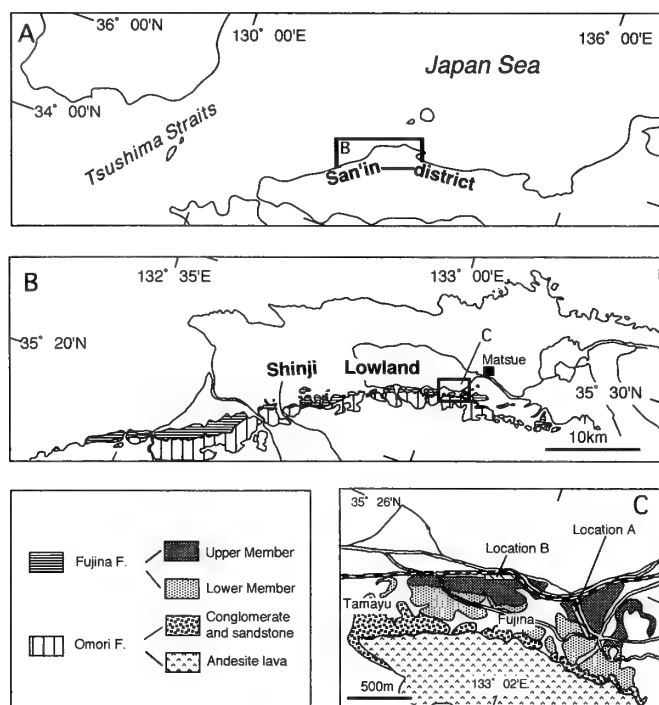 A
36° 00'N
130° 00'E
136° 00'N
Japan Sea
34° 00'N
Tsushima Straits
B
San'in district
B
132° 35'E
133° 00'E
35° 20'N
C
Shinji Lowland
Matsue
35° 30'N
10km
Fujina F.
Upper Member
Lower Member
Omori F.
Conglomerate
and sandstone
Andesite lava
35° 26'N
C
Location A
Location B
Tamayu
Fujina
133° 02'E
500m